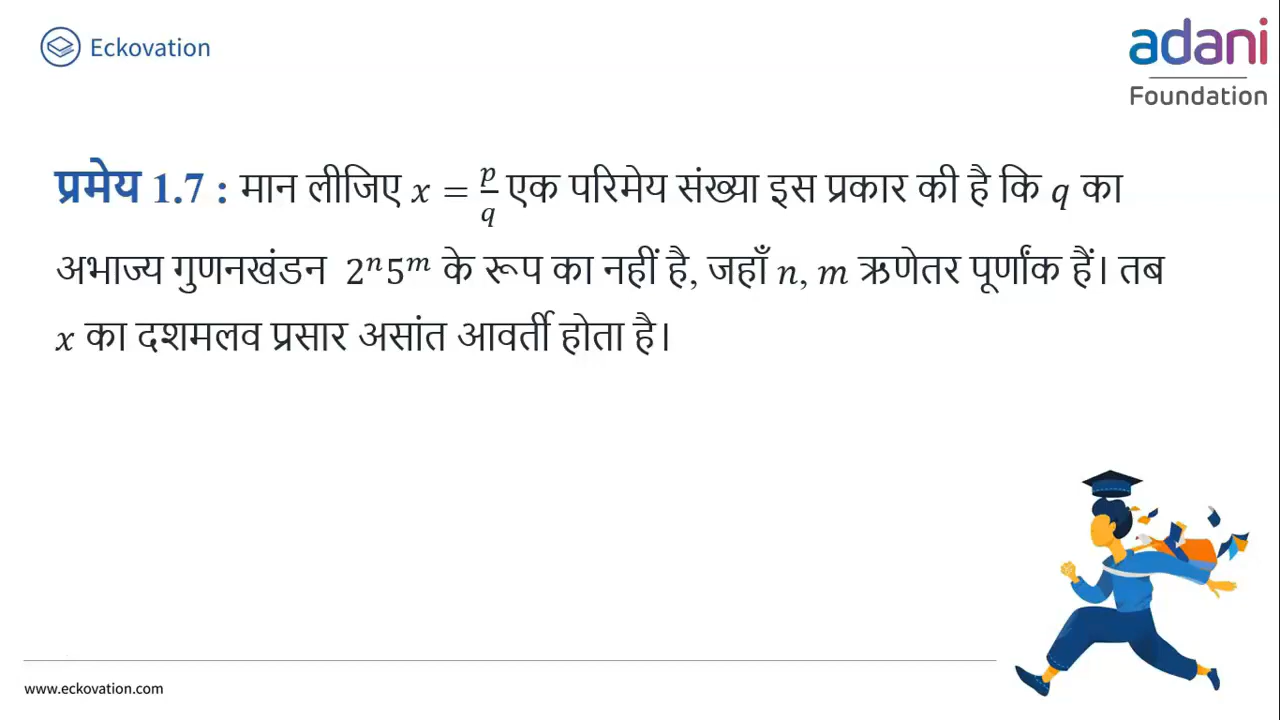 Eckovation
adani
Foundation
प्रमेय 1.7 : मान लीजिए x = p/q एक परिमेय संख्या इस प्रकार की है कि q का
अभाज्य गुणनखंडन 2ⁿ5ᵐ के रूप का नहीं है, जहाँ n, m ऋणेतर पूर्णांक हैं। तब
x का दशमलव प्रसार असांत आवर्ती होता है।
www.eckovation.com